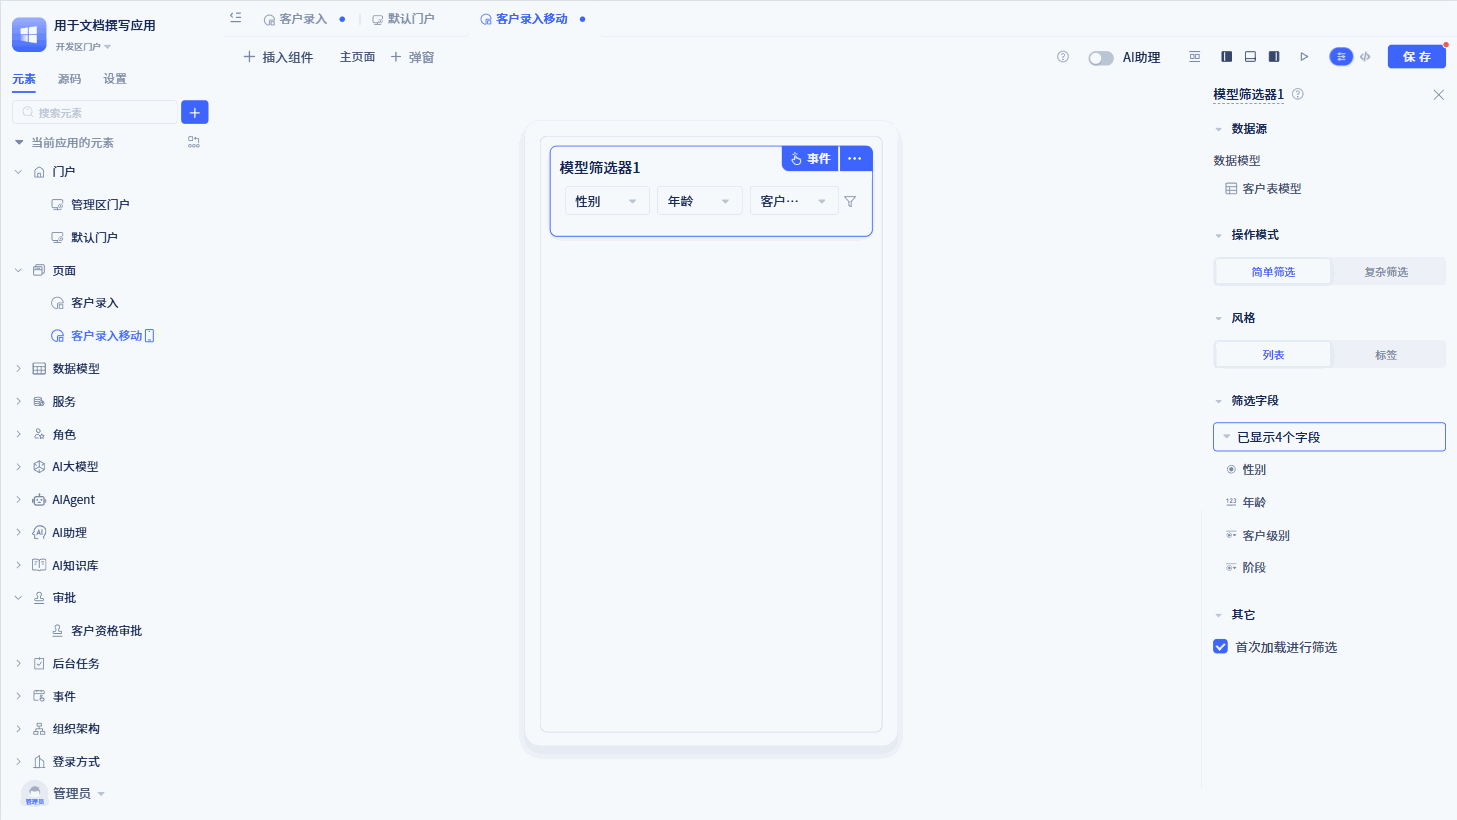 用于文档撰写应用
开发区门户
元素 源码 设置
搜索元素
当前应用的元素
门户
管理区门户
默认门户
页面
客户录入
客户录入移动
数据模型
服务
角色
AI大模型
AIAgent
AI助理
AI知识库
审批
客户资格审批
后台任务
事件
组织架构
登录方式
管理员 管理员
客户录入 默认门户 客户录入移动
插入组件 主页面 弹窗 AI助理 保存
模型筛选器1 事件
性别 年龄 客户···
模型筛选器1
数据源
数据模型
客户表模型
操作模式
简单筛选 复杂筛选
风格
列表 标签
筛选字段
已显示4个字段
性别
123 年龄
客户级别
阶段
其它
首次加载进行筛选